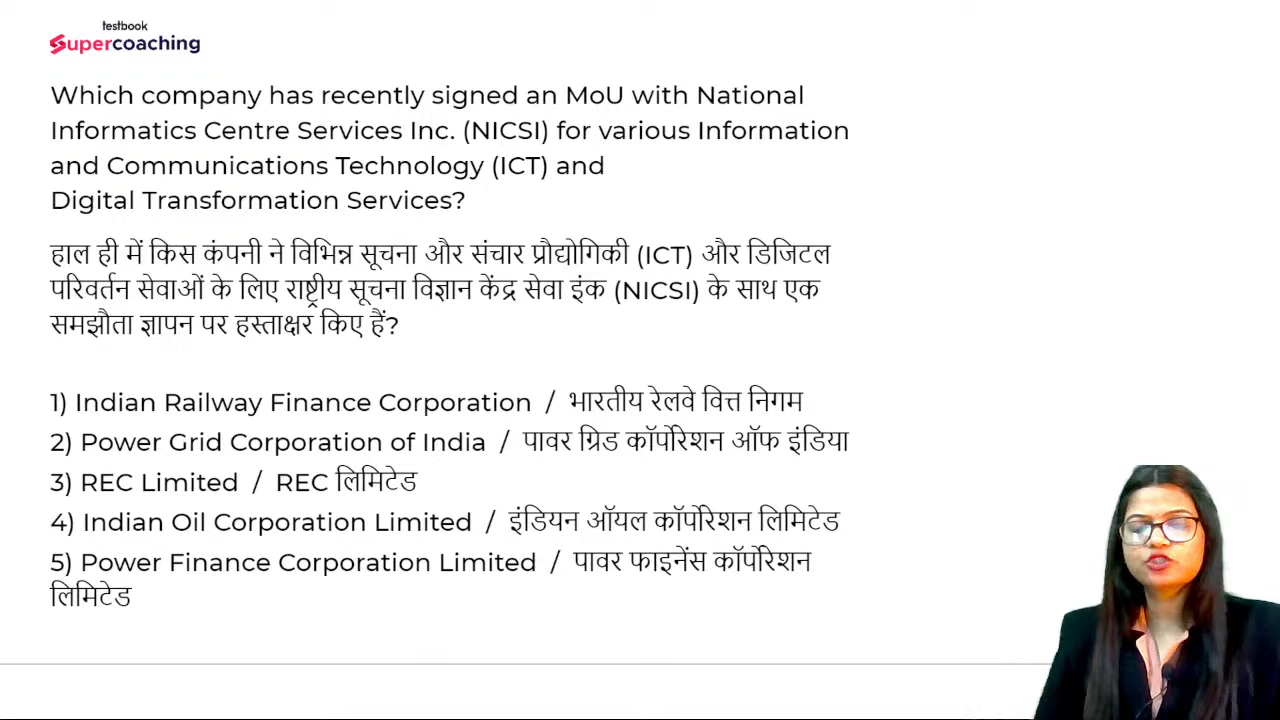 testbook
Supercoaching
Which company has recently signed an MoU with National
Informatics Centre Services Inc. (NICSI) for various Information
and Communications Technology (ICT) and
Digital Transformation Services?
हाल ही में किस कंपनी ने विभिन्न सूचना और संचार प्रौद्योगिकी (ICT) और डिजिटल
परिवर्तन सेवाओं के लिए राष्ट्रीय सूचना विज्ञान केंद्र सेवा इंक (NICSI) के साथ एक
समझौता ज्ञापन पर हस्ताक्षर किए हैं?
1) Indian Railway Finance Corporation / भारतीय रेलवे वित्त निगम
2) Power Grid Corporation of India / पावर ग्रिड कॉर्पोरेशन ऑफ इंडिया
3) REC Limited / REC लिमिटेड
4) Indian Oil Corporation Limited / इंडियन ऑयल कॉर्पोरेशन लिमिटेड
5) Power Finance Corporation Limited / पावर फाइनेंस कॉर्पोरेशन
लिमिटेड